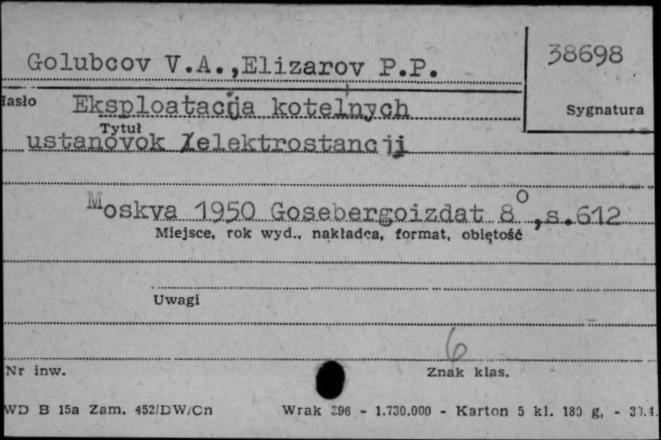 Golubcov V.A.,Elizarov P.P.
38698
Hasło
Eksploatacija kotelnych
Sygnatura
Tytuł
ustanovok /elektrostancji
Moskva 1950 Gosebergoizdat 8°,s.612
Miejsce, rok wyd., nakładca, format, objętość
Uwagi
6
Nr inw.
Znak klas.
WD B 15a Zam. 452/DW/Cn
Wrak 396 - 1.730.000 - Karton 5 kl. 180 g. - 30.4.